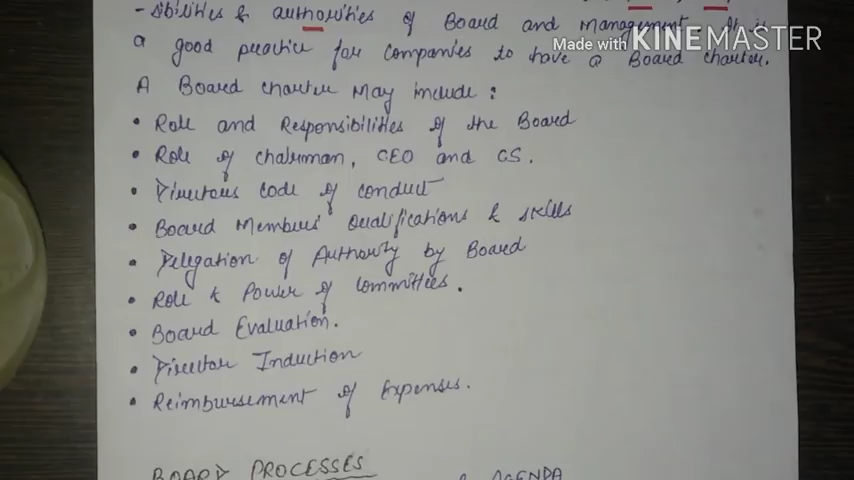 - sibilities & authorities of Board and management. It is
a good practice for companies to have a Board charter.
Made with KINEMASTER
A Board charter May include :
• Role and Responsibilities of the Board
• Role of chairman, CEO and CS.
• Directors code of conduct
• Board Members' Qualifications & skills
• Delegation of Authority by Board
• Role & Power of Committees.
• Board Evaluation.
• Director Induction
• Reimbursement of Expenses.
BOARD PROCESSES
AGENDA